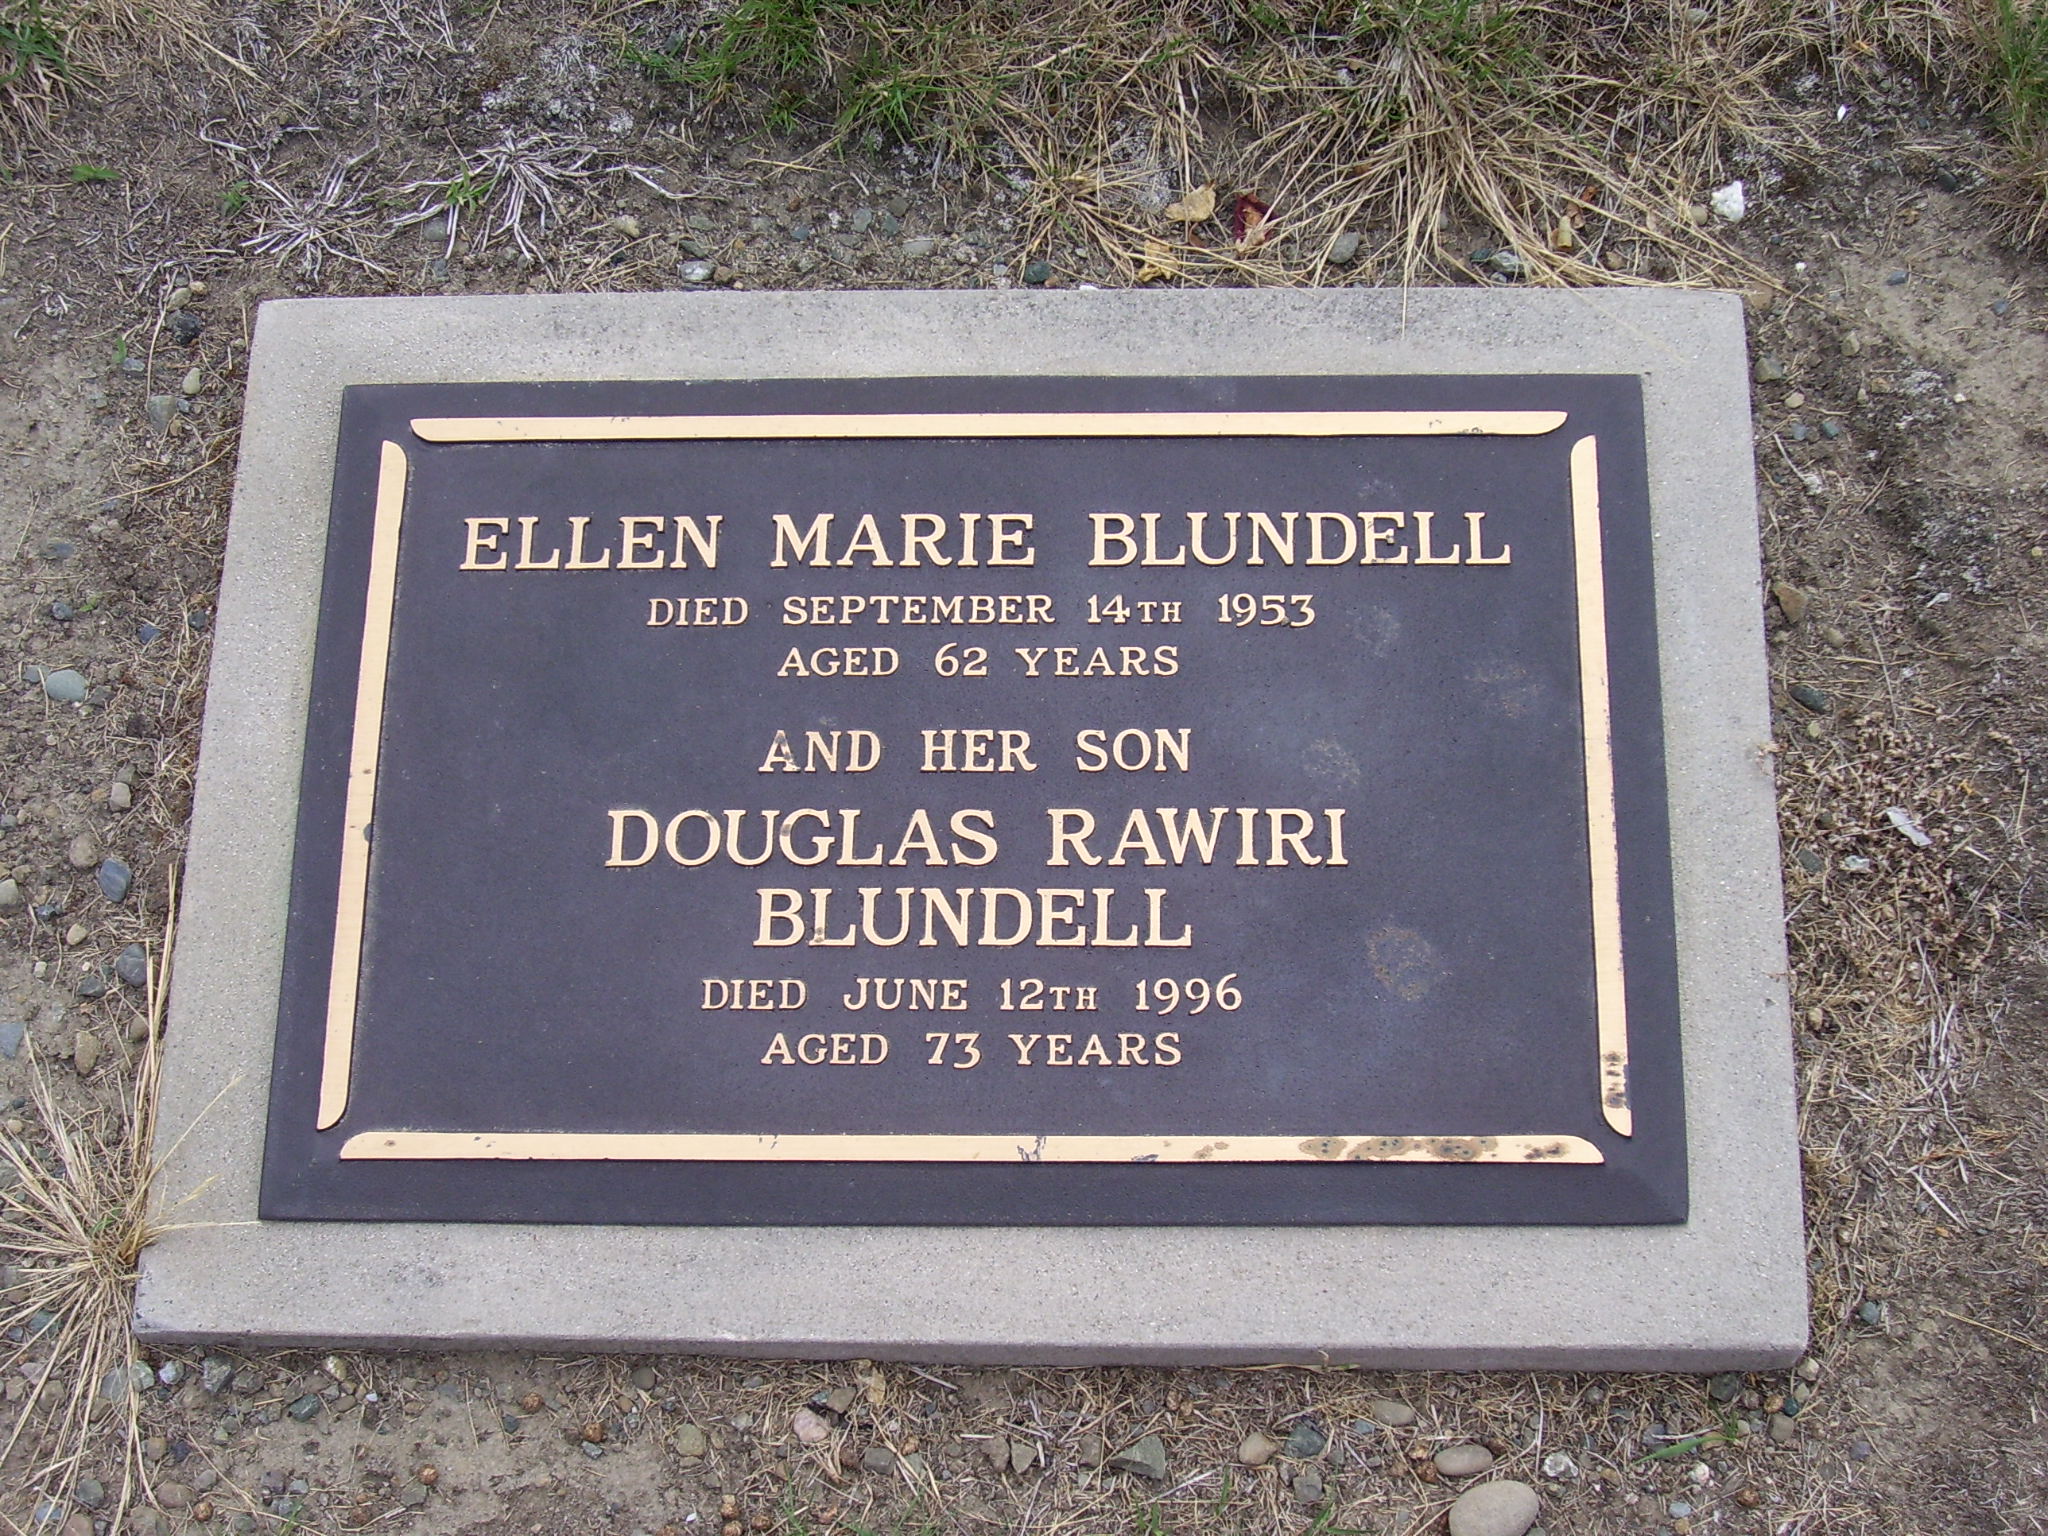 ELLEN MARIE BLUNDELL
DIED SEPTEMBER 14TH 1953
AGED 62 YEARS
AND HER SON
DOUGLAS RAWIRI
BLUNDELL
DIED JUNE 12TH 1996
AGED 73 YEARS